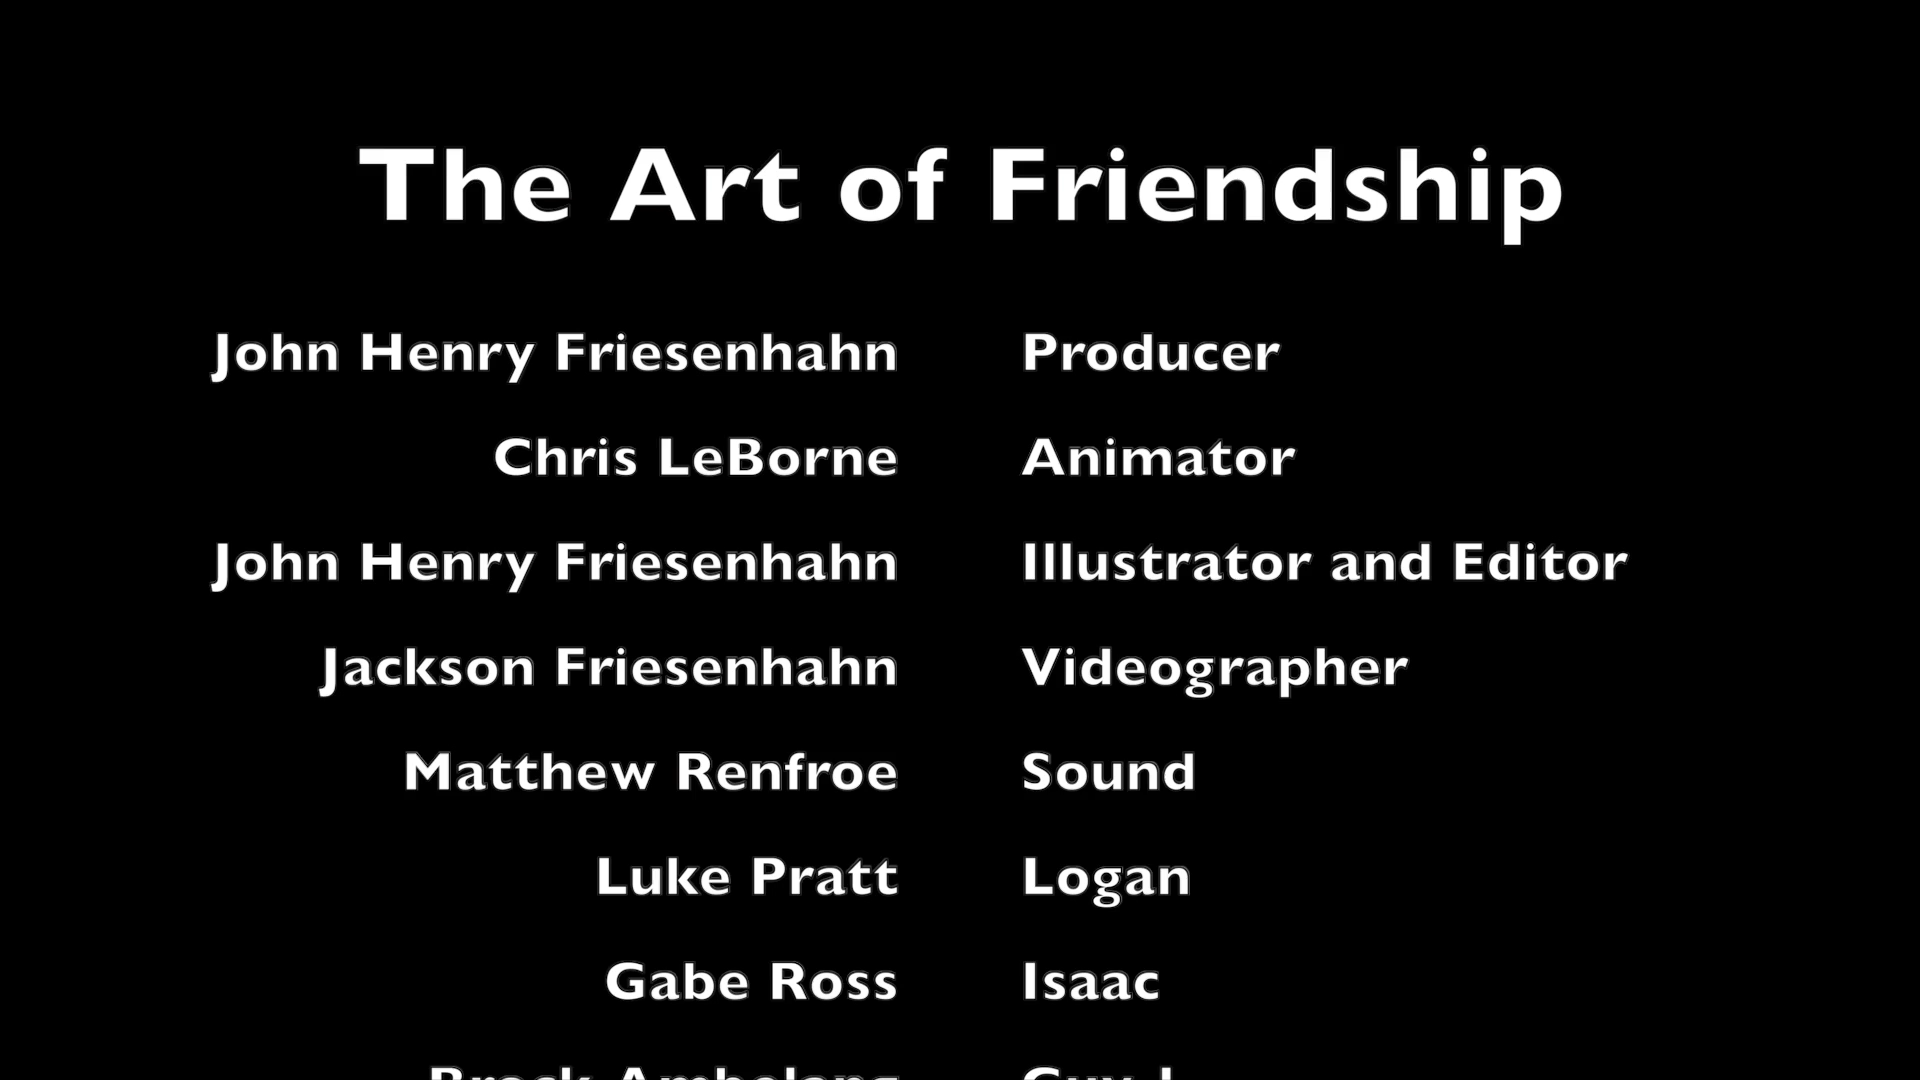 The Art of Friendship
John Henry Friesenhahn Producer
Chris LeBorne Animator
John Henry Friesenhahn Illustrator and Editor
Jackson Friesenhahn Videographer
Matthew Renfroe Sound
Luke Pratt Logan
Gabe Ross Isaac